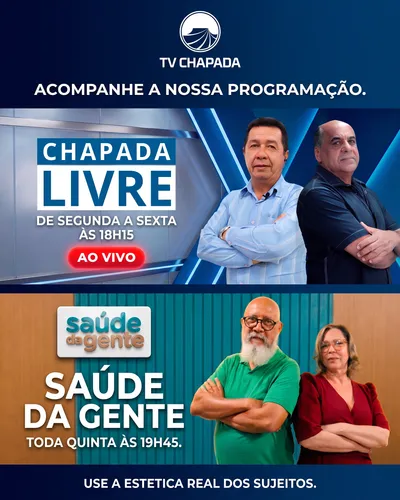 TV CHAPADA
ACOMPANHE A NOSSA PROGRAMAÇÃO.
CHAPADA
LIVRE
DE SEGUNDA A SEXTA
ÀS 18H15
AO VIVO
saúde
da gente
SAÚDE
DA GENTE
TODA QUINTA ÀS 19H45.
USE A ESTETICA REAL DOS SUJEITOS.